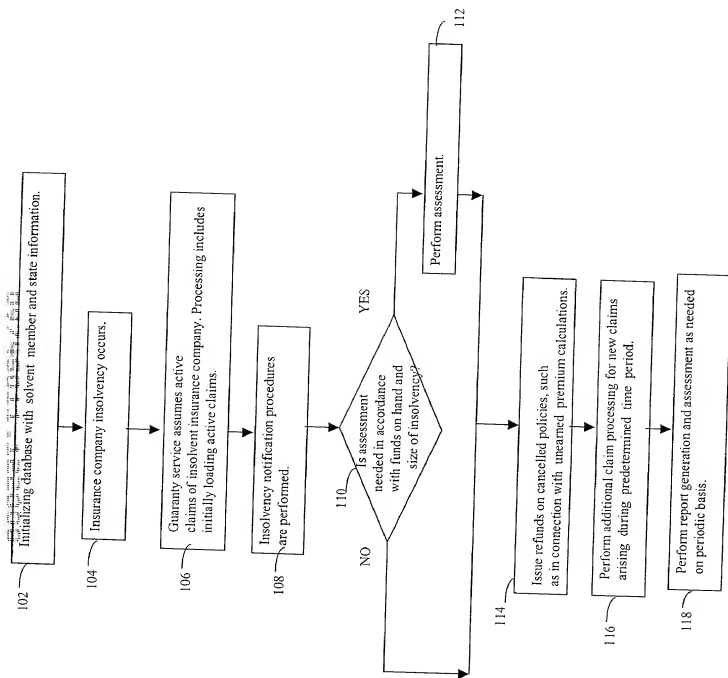 102
Initializing database with solvent member and state information.
104
Insurance company insolvency occurs.
106
Guaranty service assumes active
claims of insolvent insurance company. Processing includes
initially loading active claims.
108
Insolvency notification procedures
are performed.
110
Is assessment
needed in accordance
with funds on hand and
size of insolvency?
NO
YES
112
Perform assessment.
114
Issue refunds on cancelled policies, such
as in connection with unearned premium calculations.
116
Perform additional claim processing for new claims
arising during predetermined time period.
118
Perform report generation and assessment as needed
on periodic basis.